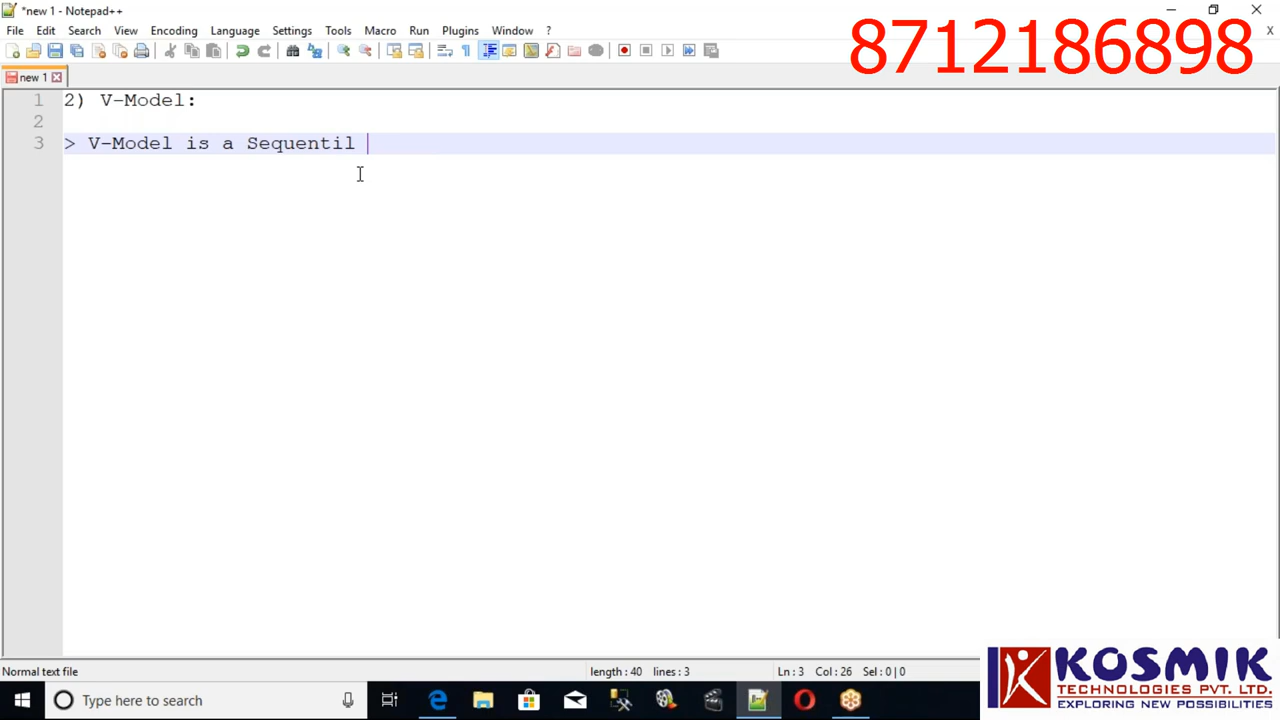 *new 1 - Notepad++
File Edit Search View Encoding Language Settings Tools Macro Run Plugins Window ? X
8712186898
new 1
1 2) V-Model:
2
3 > V-Model is a Sequentil
Normal text file length : 40 lines : 3 Ln : 3 Col : 26 Sel : 0 | 0
Type here to search
KOSMIK
TECHNOLOGIES PVT. LTD.
EXPLORING NEW POSSIBILITIES